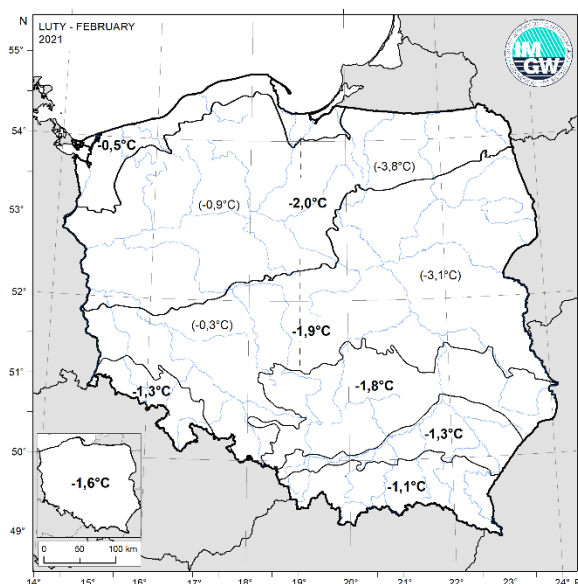 N
LUTY - FEBRUARY
2021
IM
GW
55°
54°
-0,5°C
(-3,8°C)
53°
(-0,9°C)
-2,0°C
(-3,1°C)
52°
(-0,3°C)
-1,9°C
51°
-1,3°C
-1,8°C
-1,3°C
50°
-1,6°C
-1,1°C
49°
0 50 100 km
14° 15° 16° 17° 18° 19° 20° 21° 22° 23° 24° E